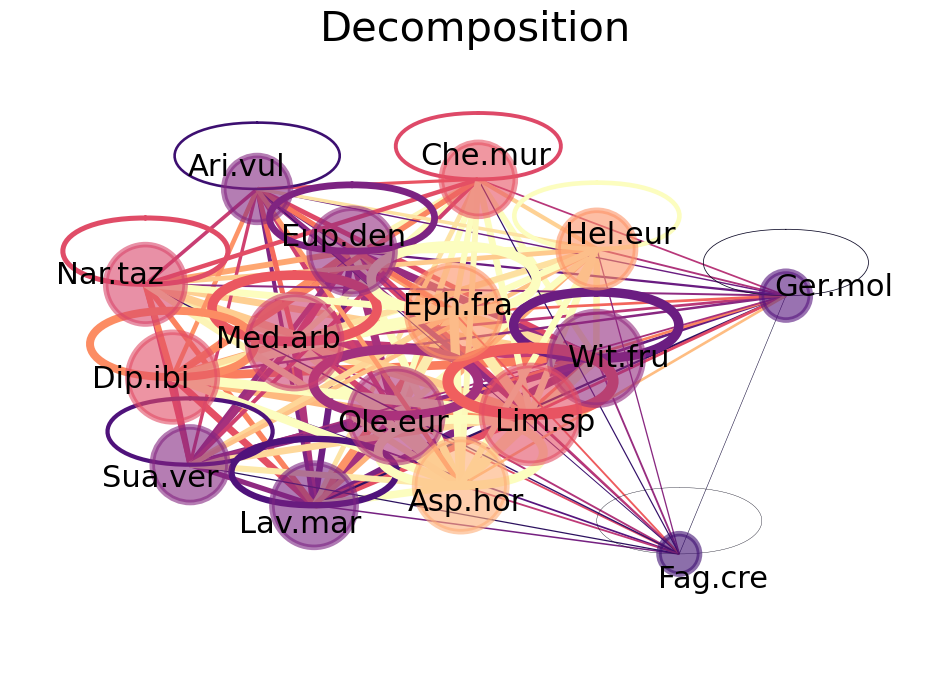 Decomposition
Che.mur
Ari.vul
Eup.den
Hel.eur
Nar.taz
Ger.mol
Eph.fra
Med.arb
Wit.fru
Dip.ibi
Ole.eur
Lim.sp
Sua.ver
Asp.hor
Lav.mar
Fag.cre